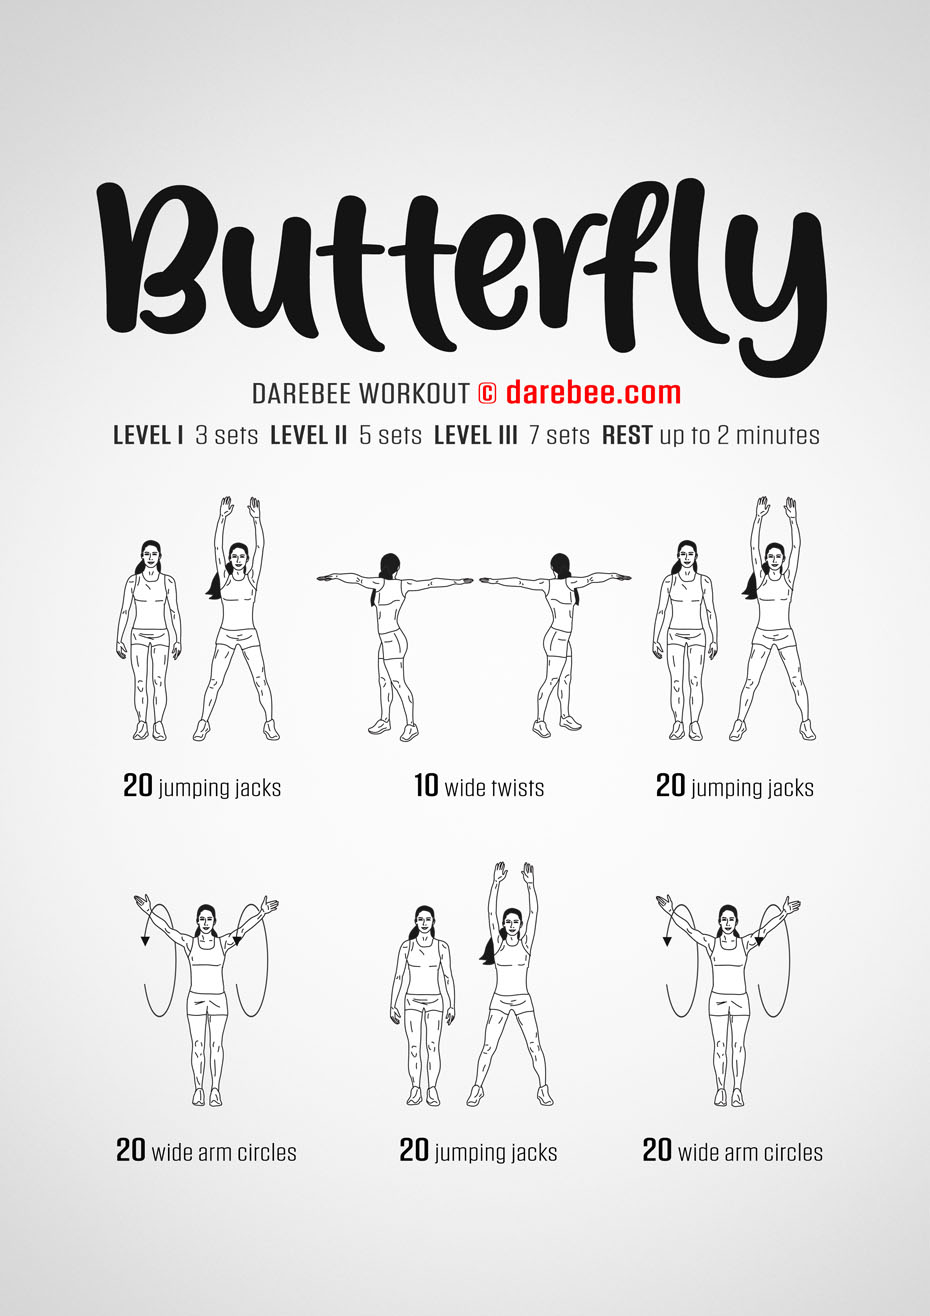 Butterfly
DAREBEE WORKOUT © darebee.com
LEVEL I 3 sets LEVEL II 5 sets LEVEL III 7 sets REST up to 2 minutes
20 jumping jacks
10 wide twists
20 jumping jacks
20 wide arm circles
20 jumping jacks
20 wide arm circles